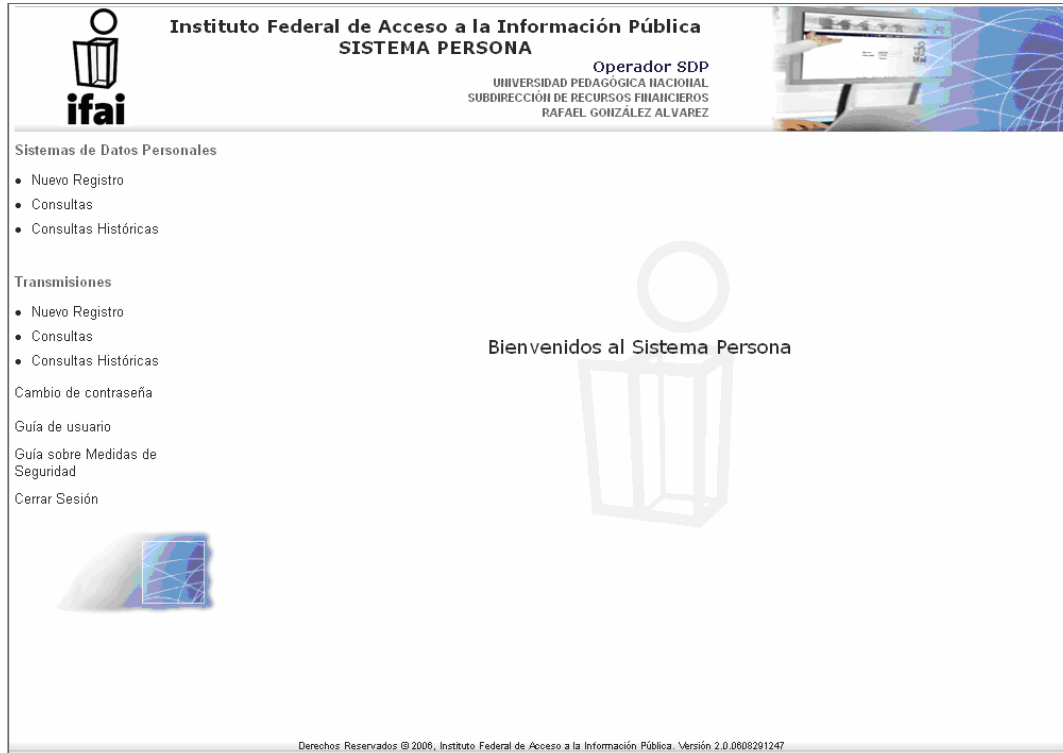 Instituto Federal de Acceso a la Información Pública
SISTEMA PERSONA
Operador SDP
UNIVERSIDAD PEDAGÓGICA NACIONAL
SUBDIRECCIÓN DE RECURSOS FINANCIEROS
RAFAEL GONZÁLEZ ALVAREZ
ifai
Sistemas de Datos Personales
Nuevo Registro
Consultas
Consultas Históricas
Transmisiones
Nuevo Registro
Consultas
Consultas Históricas
Cambio de contraseña
Guía de usuario
Guía sobre Medidas de
Seguridad
Cerrar Sesión
Bienvenidos al Sistema Persona
Derechos Reservados © 2006, Instituto Federal de Acceso a la Información Pública. Versión 2.0.0608291247